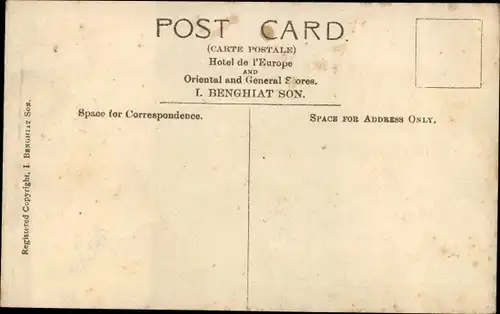 POST CARD.
(CARTE POSTALE)
Hotel de l'Europe
AND
Oriental and General Stores.
I. BENGHIAT SON.
Space for Correspondence.
SPACE FOR ADDRESS ONLY.
Registered Copyright, I. BENGHIAT SON.